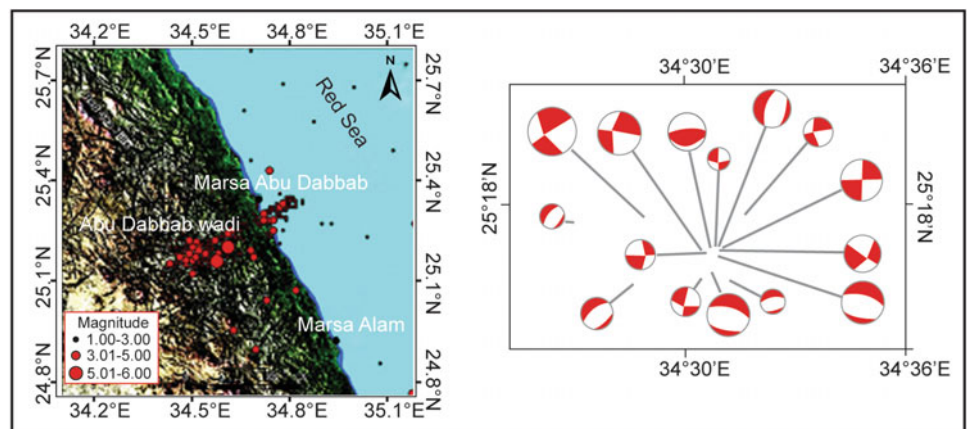 34.2°E 34.5°E 34.8°E 35.1°E
25.7°N 25.7°N
25.4°N 25.4°N
25.1°N 25.1°N
24.8°N 24.8°N
N
Red Sea
Marsa Abu Dabbab
Abu Dabbab wadi
Marsa Alam
Magnitude
1.00-3.00
3.01-5.00
5.01-6.00
34.2°E 34.5°E 34.8°E 35.1°E
34°30'E 34°36'E
25°18'N 25°18'N
34°30'E 34°36'E